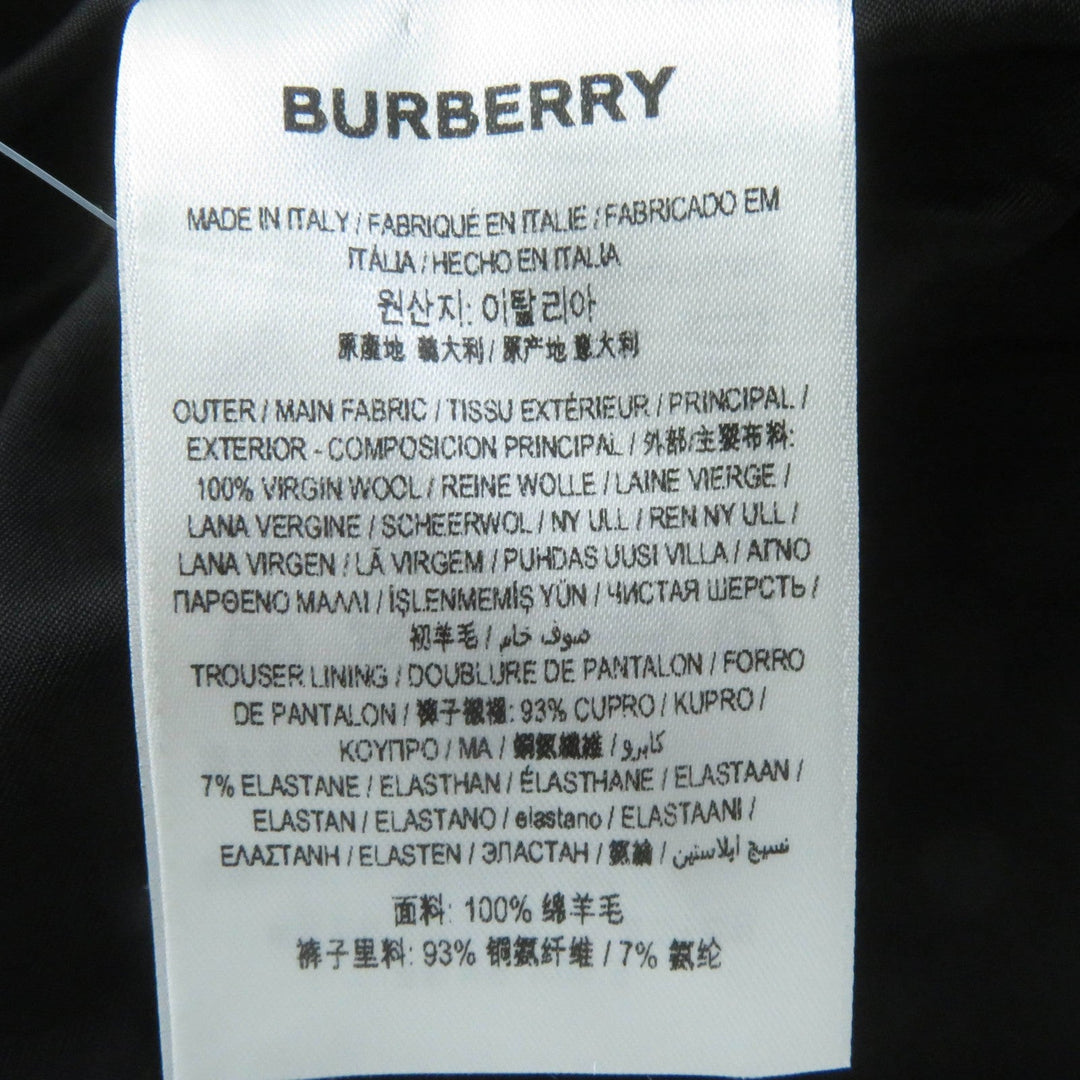 BURBERRY
MADE IN ITALY / FABRIQUÉ EN ITALIE / FABRICADO EM
ITÁLIA / HECHO EN ITALIA
원산지: 이탈리아
原產地 義大利 / 原产地 意大利
OUTER / MAIN FABRIC / TISSU EXTÉRIEUR / PRINCIPAL /
EXTERIOR - COMPOSICION PRINCIPAL / 外部/主要布料:
100% VIRGIN WOOL / REINE WOLLE / LAINE VIERGE /
LANA VERGINE / SCHEERWOL / NY ULL / REN NY ULL /
LANA VIRGEN / LÃ VIRGEM / PUHDAS UUSI VILLA / ΑΓΝΟ
ΠΑΡΘΕΝΟ ΜΑΛΛΙ / İŞLENMEMİŞ YÜN / ЧИСТАЯ ШЕРСТЬ /
初羊毛 / صوف خام
TROUSER LINING / DOUBLURE DE PANTALON / FORRO
DE PANTALON / 褲子襯裡: 93% CUPRO / KUPRO /
ΚΟΥΠΡΟ / MA / 銅氨纖維 / كابرو
7% ELASTANE / ELASTHAN / ÉLASTHANE / ELASTAAN /
ELASTAN / ELASTANO / elastano / ELASTAANI /
ΕΛΑΣΤΑΝΗ / ELASTEN / ЭЛАСТАН / 氨綸 / نسيج ايلاستين
面料: 100% 绵羊毛
裤子里料: 93% 铜氨纤维 / 7% 氨纶